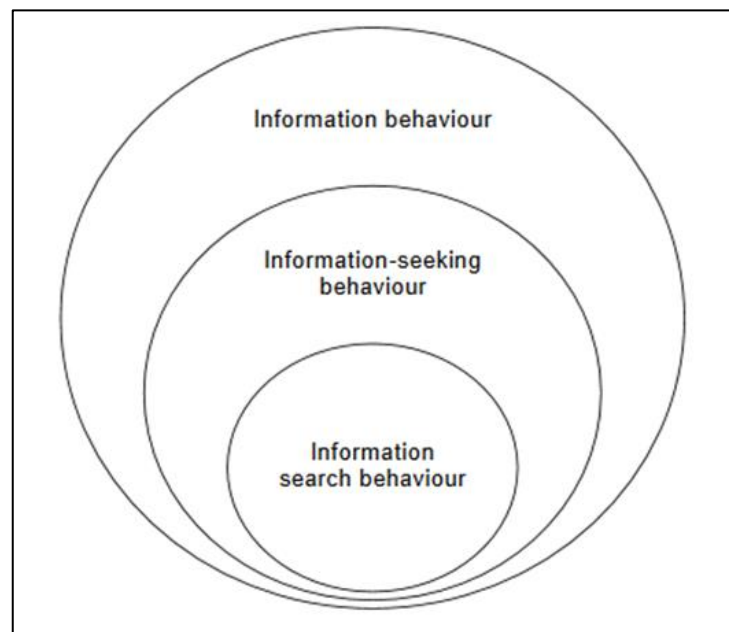 Information behaviour
Information-seeking
behaviour
Information
search behaviour